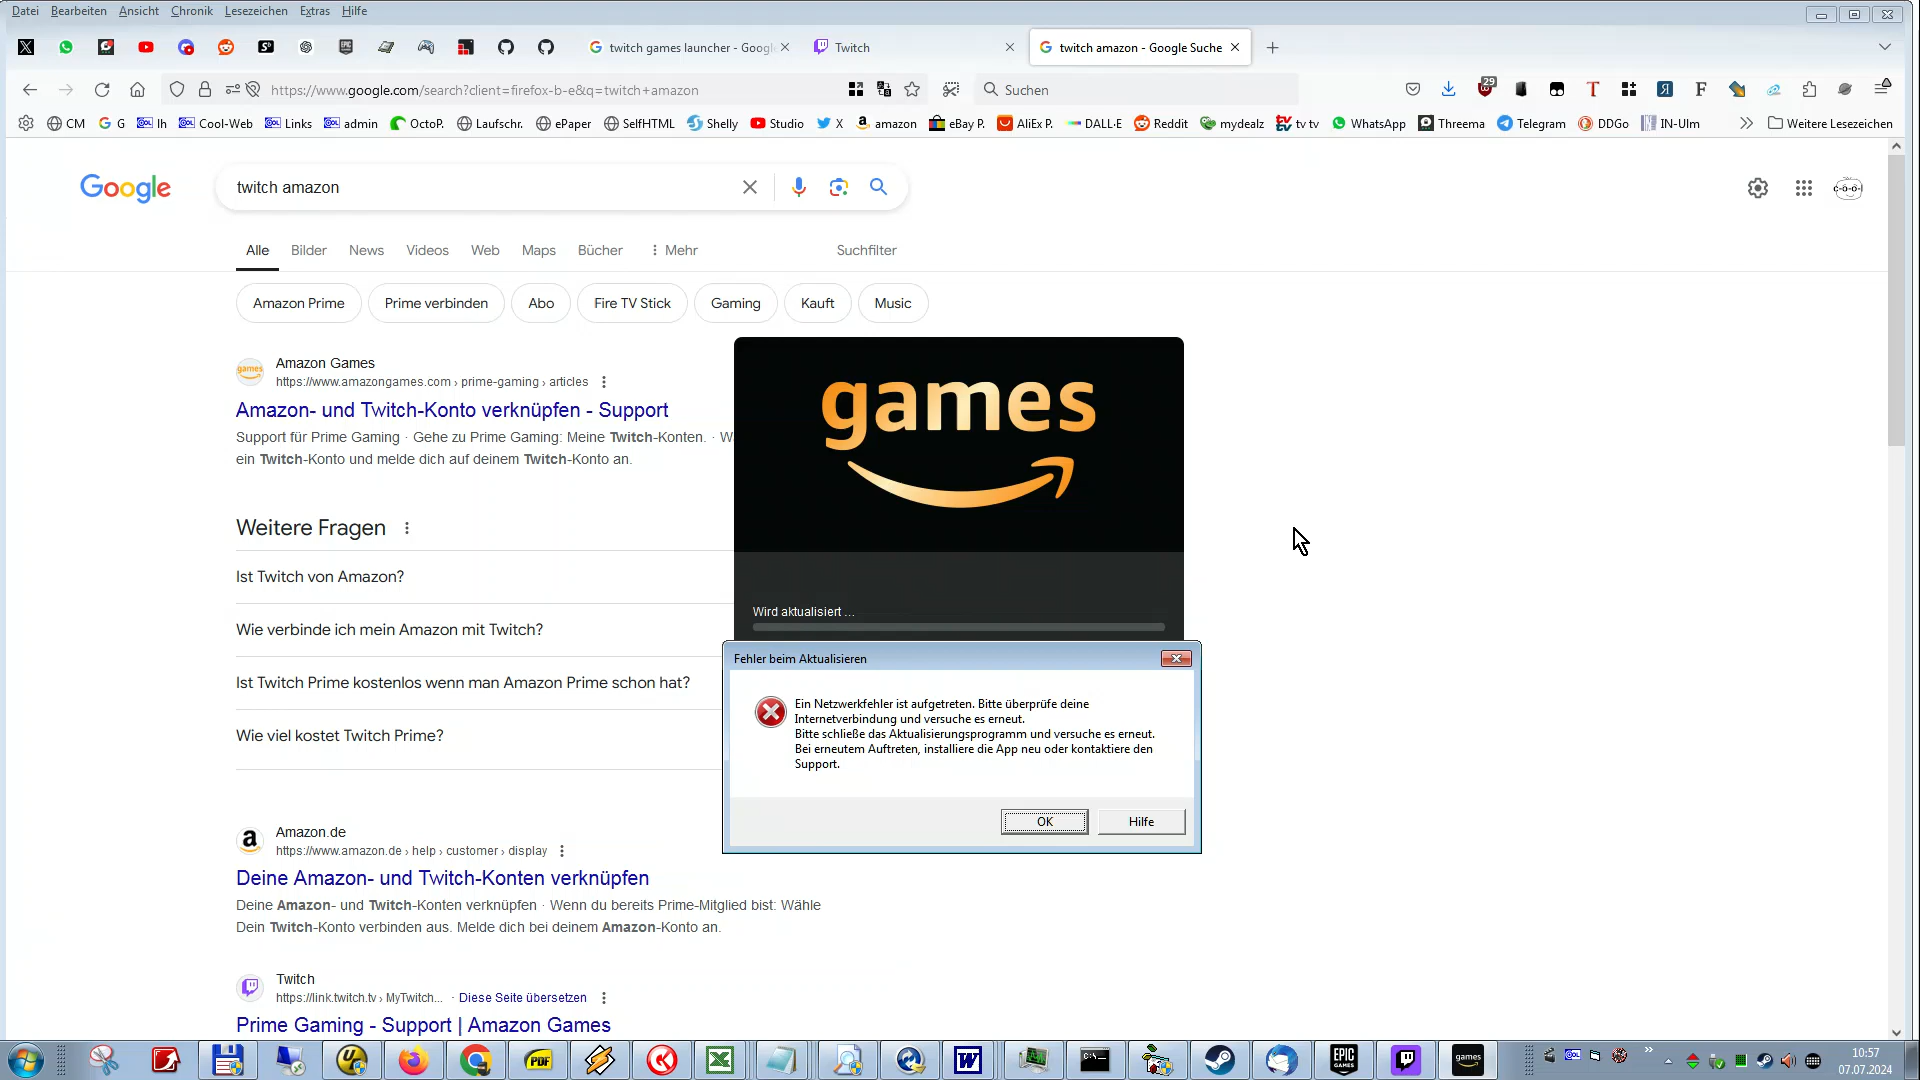 Datei Bearbeiten Ansicht Chronik Lesezeichen Extras Hilfe
twitch games launcher - Googl
Twitch
twitch amazon - Google Suche
https://www.google.com/search?client=firefox-b-e&q=twitch+amazon
Suchen
29
CM G lh Cool-Web Links admin OctoP. Laufschr. ePaper SelfHTML Shelly Studio X amazon eBay P. AliEx P. DALL·E Reddit mydealz tv tv WhatsApp Threema Telegram DDGo IN-Ulm Weitere Lesezeichen
Google
twitch amazon
Alle Bilder News Videos Web Maps Bücher Mehr Suchfilter
Amazon Prime Prime verbinden Abo Fire TV Stick Gaming Kauft Music
games
Amazon Games
https://www.amazongames.com › prime-gaming › articles
Amazon- und Twitch-Konto verknüpfen - Support
Support für Prime Gaming · Gehe zu Prime Gaming: Meine Twitch-Konten. · W
ein Twitch-Konto und melde dich auf deinem Twitch-Konto an.
Weitere Fragen
Ist Twitch von Amazon?
Wie verbinde ich mein Amazon mit Twitch?
Ist Twitch Prime kostenlos wenn man Amazon Prime schon hat?
Wie viel kostet Twitch Prime?
games
Wird aktualisiert ...
Fehler beim Aktualisieren
Ein Netzwerkfehler ist aufgetreten. Bitte überprüfe deine
Internetverbindung und versuche es erneut.
Bitte schließe das Aktualisierungsprogramm und versuche es erneut.
Bei erneutem Auftreten, installiere die App neu oder kontaktiere den
Support.
OK
Hilfe
Amazon.de
https://www.amazon.de › help › customer › display
Deine Amazon- und Twitch-Konten verknüpfen
Deine Amazon- und Twitch-Konten verknüpfen · Wenn du bereits Prime-Mitglied bist: Wähle
Dein Twitch-Konto verbinden aus. Melde dich bei deinem Amazon-Konto an.
Twitch
https://link.twitch.tv › MyTwitch... · Diese Seite übersetzen
Prime Gaming - Support | Amazon Games
PDF
EPIC
GAMES
games
10:57
07.07.2024